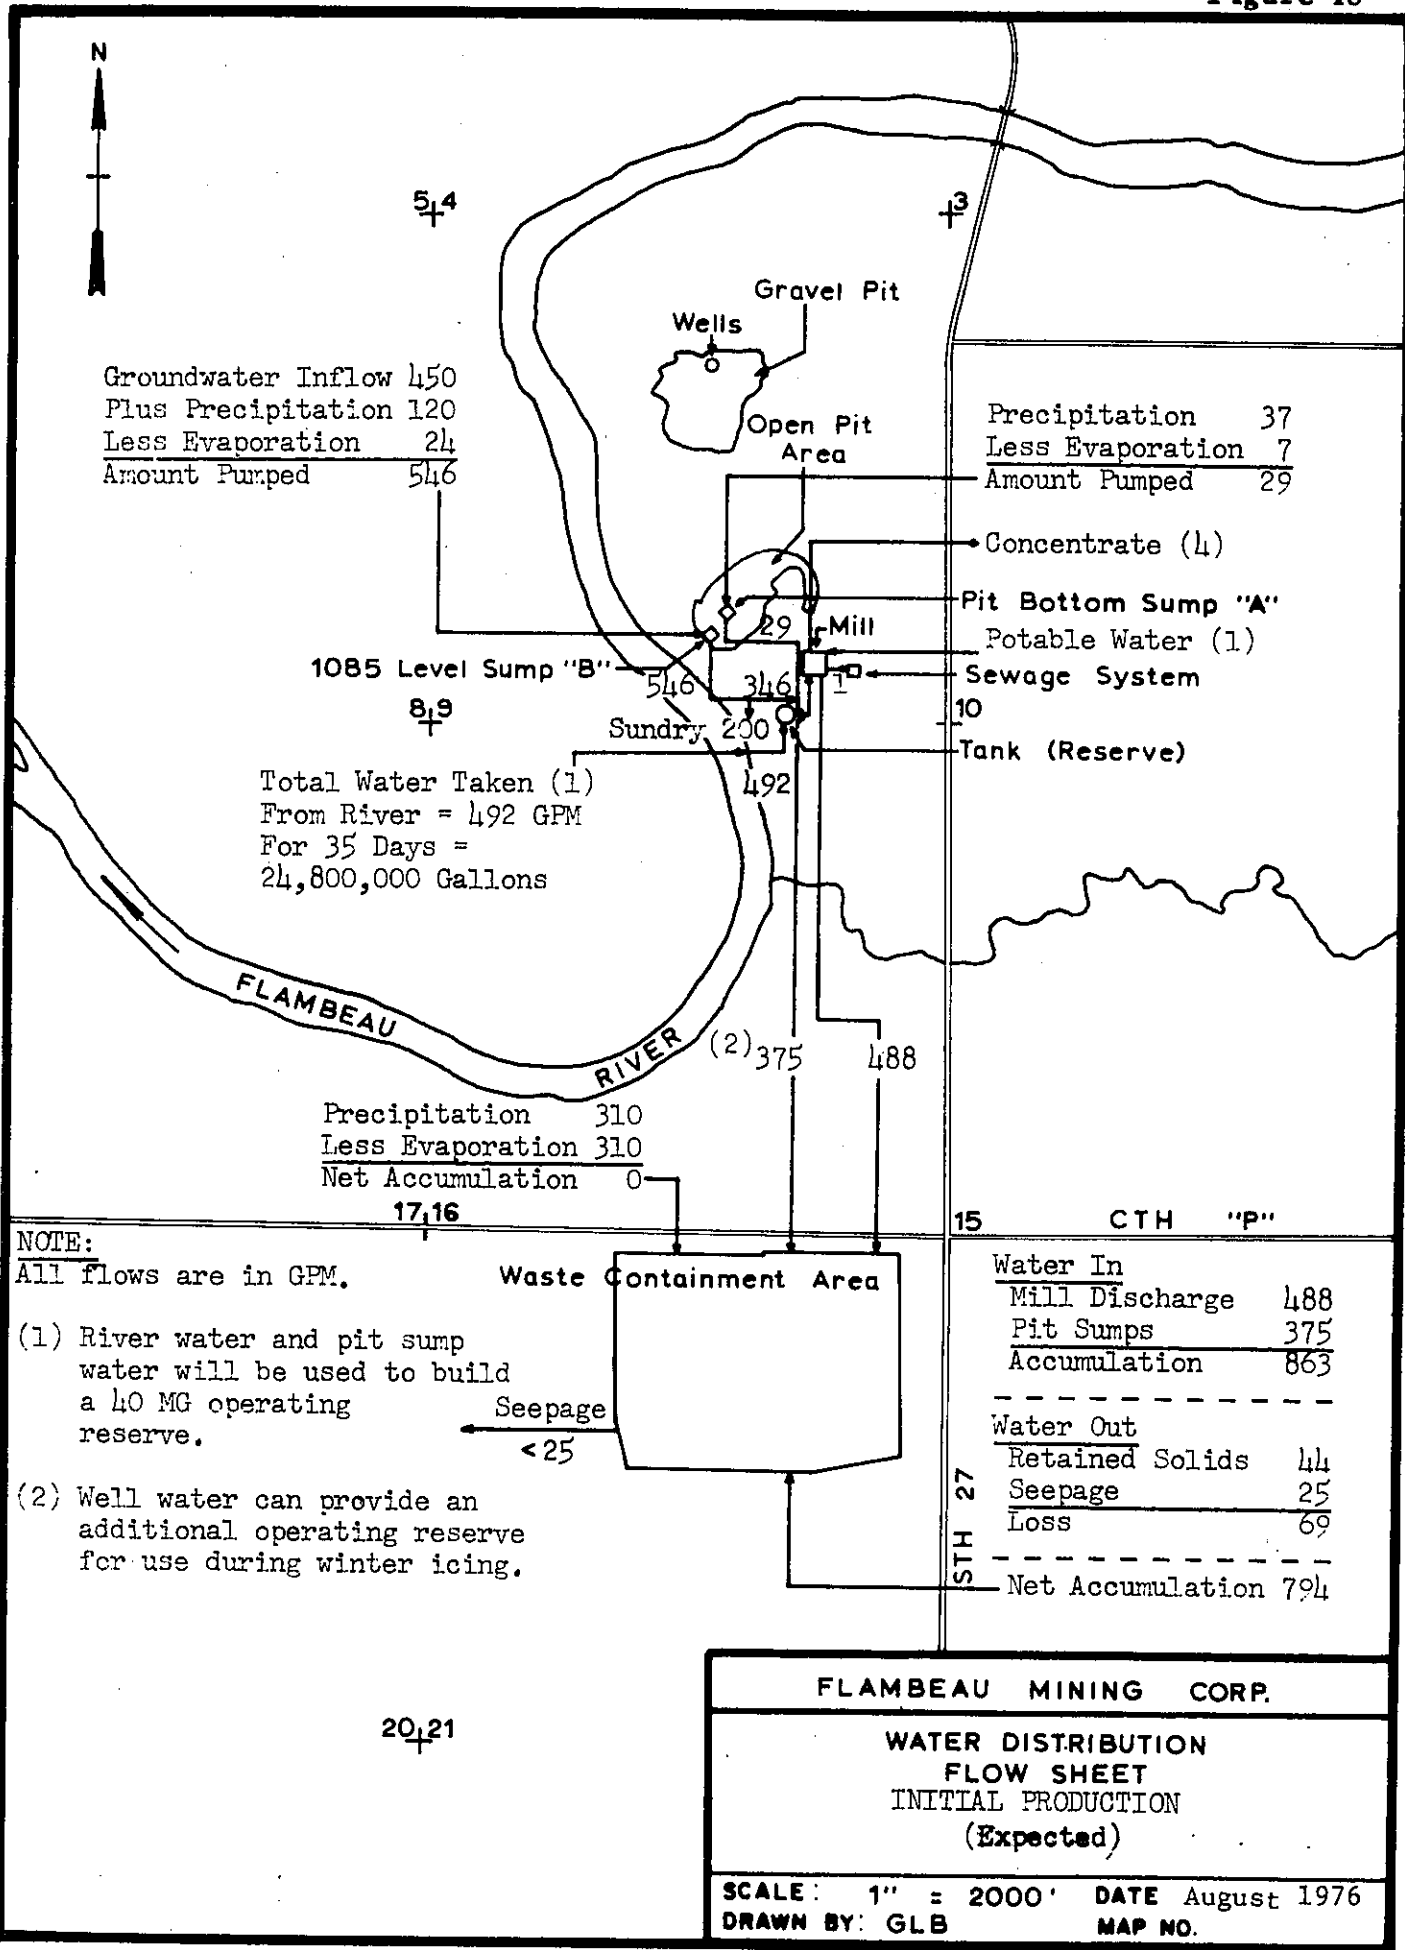 Figure 18
N
5 4
3
Gravel Pit
Wells
Groundwater Inflow 450
Plus Precipitation 120
Less Evaporation 24
Amount Pumped 546
Open Pit
Area
Precipitation 37
Less Evaporation 7
Amount Pumped 29
Concentrate (4)
Pit Bottom Sump "A"
29
Mill
Potable Water (1)
1085 Level Sump "B"
546
346
1
Sewage System
8 9
10
Sundry 200
Tank (Reserve)
492
Total Water Taken (1)
From River = 492 GPM
For 35 Days =
24,800,000 Gallons
FLAMBEAU
RIVER
(2) 375
488
Precipitation 310
Less Evaporation 310
Net Accumulation 0
17 16
15
CTH "P"
NOTE:
All flows are in GPM.
(1) River water and pit sump
water will be used to build
a 40 MG operating
reserve.
(2) Well water can provide an
additional operating reserve
for use during winter icing.
Waste Containment Area
Seepage
<25
Water In
Mill Discharge 488
Pit Sumps 375
Accumulation 863
Water Out
Retained Solids 44
Seepage 25
Loss 69
Net Accumulation 794
STH 27
20 21
FLAMBEAU MINING CORP.
WATER DISTRIBUTION
FLOW SHEET
INITIAL PRODUCTION
(Expected)
SCALE: 1" = 2000' DATE August 1976
DRAWN BY: GLB MAP NO.